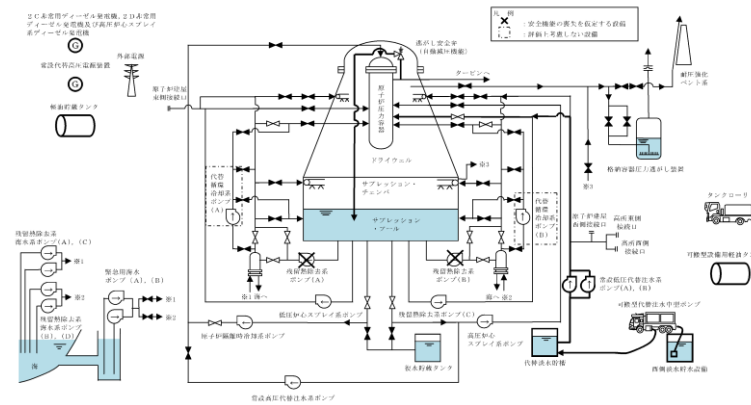 2C非常用ディーゼル発電機、2D非常用
ディーゼル発電機及び高圧炉心スプレイ
系ディーゼル発電機
G
外部電源
常設代替高圧電源装置
G
軽油貯蔵タンク
逃がし安全弁
(自動減圧機能)
凡例
:安全機能の喪失を仮定する設備
:評価上考慮しない設備
原子炉建屋
東側接続口
タービンへ
耐圧強化
ベント系
原子炉圧力容器
格納容器圧力逃がし装置
ドライウェル
※3
※3
サプレッション・
チェンバ
サプレッション
・プール
代替
循環
冷却系
ポンプ
(A)
代替
循環
冷却系
ポンプ
(B)
タンクローリ
原子炉建屋
西側接続口
高所東側
接続口
高所西側
接続口
可搬型設備用軽油タンク
残留熱除去系
海水ポンプ(A)、(C)
※1
※2
緊急用海水
ポンプ(A)、(B)
※1
※2
残留熱除去系
海水ポンプ
(B)、(D)
海
残留熱除去系
ポンプ(A)
残留熱除去系
ポンプ(B)
※1 海へ
海へ ※2
常設低圧代替注水系
ポンプ(A)、(B)
可搬型代替注水中型ポンプ
低圧炉心スプレイ系ポンプ
残留熱除去系ポンプ(C)
原子炉隔離時冷却系ポンプ
高圧炉心
スプレイ系ポンプ
復水貯蔵タンク
代替淡水貯槽
西側淡水貯水設備
常設高圧代替注水系ポンプ